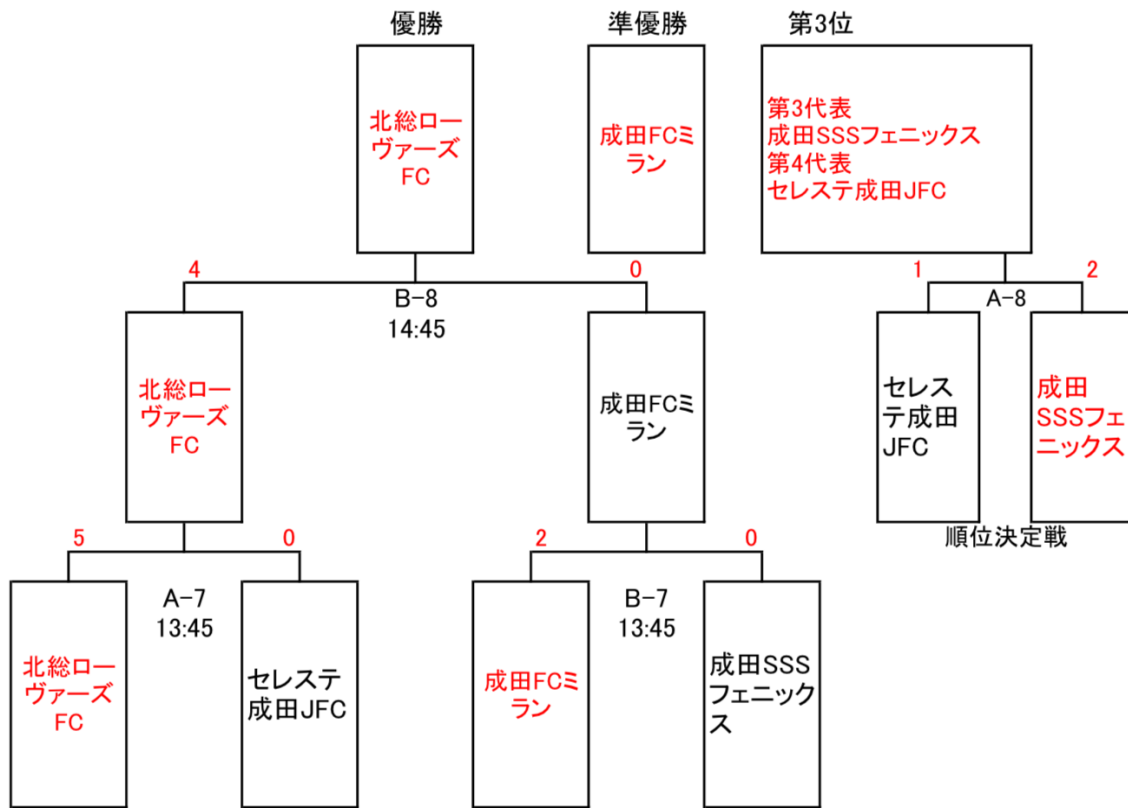 優勝
準優勝
第3位
北総ロー
ヴァーズ
FC
成田FCミ
ラン
第3代表
成田SSSフェニックス
第4代表
セレステ成田JFC
4
0
1
2
B-8
14:45
A-8
北総ロー
ヴァーズ
FC
成田FCミ
ラン
セレス
テ成田
JFC
成田
SSSフェ
ニックス
順位決定戦
5
0
2
0
A-7
13:45
B-7
13:45
北総ロー
ヴァーズ
FC
セレステ
成田JFC
成田FCミ
ラン
成田SSS
フェニック
ス